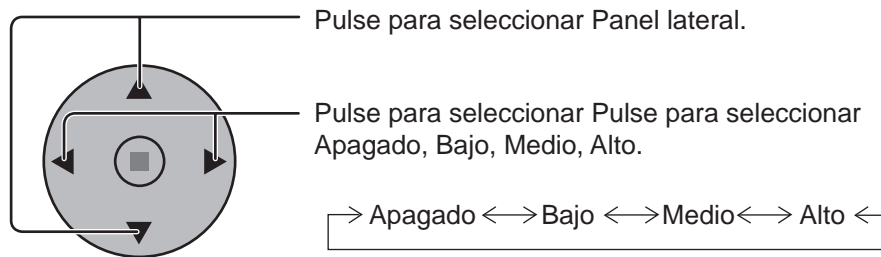 Pulse para seleccionar Panel lateral.
Pulse para seleccionar Pulse para seleccionar
Apagado, Bajo, Medio, Alto.
Apagado Bajo Medio Alto